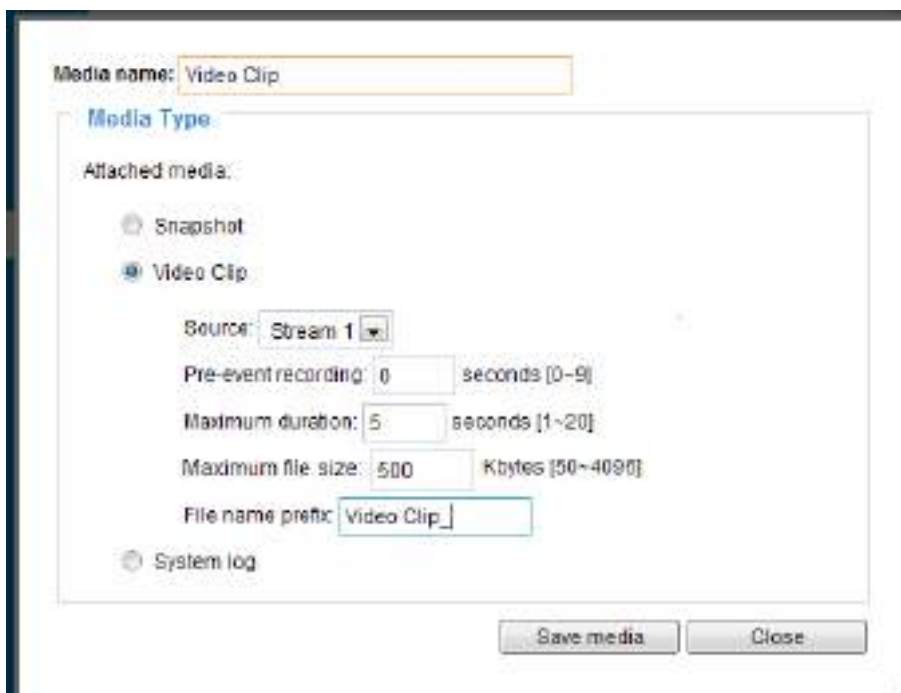 Media name: Video Clip
Media Type
Attached media:
Snapshot
Video Clip
Source: Stream 1
Pre-event recording: 0 seconds [0~9]
Maximum duration: 5 seconds [1~20]
Maximum file size: 500 Kbytes [50~4096]
File name prefix: Video Clip_
System log
Save media Close